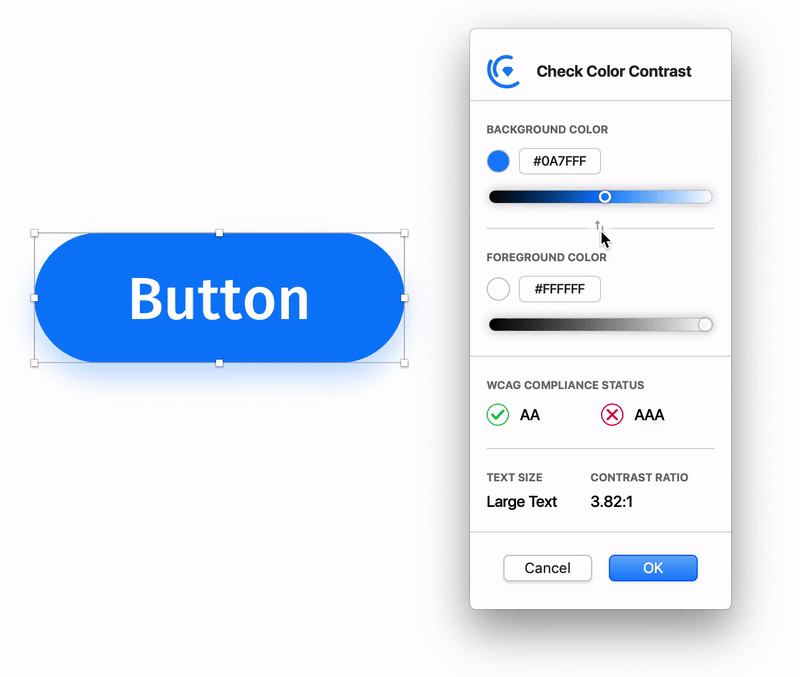 Check Color Contrast
BACKGROUND COLOR
#0A7FFF
Button
FOREGROUND COLOR
#FFFFFF
WCAG COMPLIANCE STATUS
AA AAA
TEXT SIZE CONTRAST RATIO
Large Text 3.82:1
Cancel OK